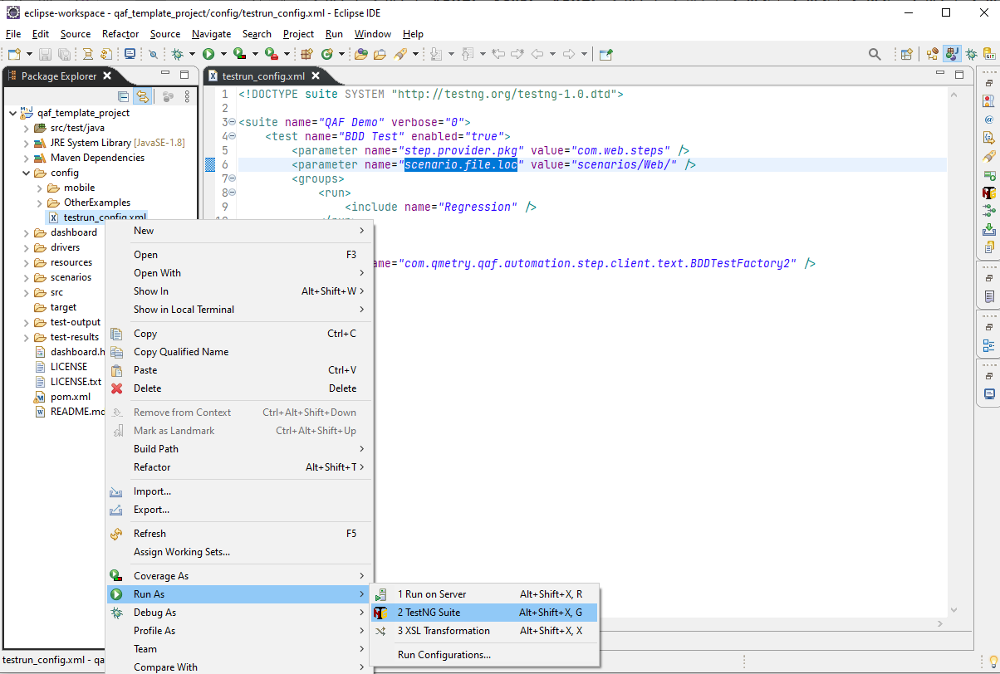 eclipse-workspace - qaf_template_project/config/testrun_config.xml - Eclipse IDE
File Edit Source Refactor Source Navigate Search Project Run Window Help
Package Explorer
qaf_template_project
src/test/java
JRE System Library [JavaSE-1.8]
Maven Dependencies
config
mobile
OtherExamples
testrun_config.xml
dashboard
drivers
resources
scenarios
src
target
test-output
test-results
dashboard.h
LICENSE
LICENSE.txt
pom.xml
README.md
testrun_config.xml
1 <!DOCTYPE suite SYSTEM "http://testng.org/testng-1.0.dtd">
2
3 <suite name="QAF Demo" verbose="0">
4 <test name="BDD Test" enabled="true">
5 <parameter name="step.provider.pkg" value="com.web.steps" />
6 <parameter name="scenario.file.loc" value="scenarios/Web/" />
7 <groups>
8 <run>
9 <include name="Regression" />
ame="com.qmetry.qaf.automation.step.client.text.BDDTestFactory2" />
New
Open F3
Open With
Show In Alt+Shift+W
Show in Local Terminal
Copy Ctrl+C
Copy Qualified Name
Paste Ctrl+V
Delete Delete
Remove from Context Ctrl+Alt+Shift+Down
Mark as Landmark Ctrl+Alt+Shift+Up
Build Path
Refactor Alt+Shift+T
Import...
Export...
Refresh F5
Assign Working Sets...
Coverage As
Run As
Debug As
Profile As
Team
Compare With
1 Run on Server Alt+Shift+X, R
2 TestNG Suite Alt+Shift+X, G
3 XSL Transformation Alt+Shift+X, X
Run Configurations...
testrun_config.xml - qa